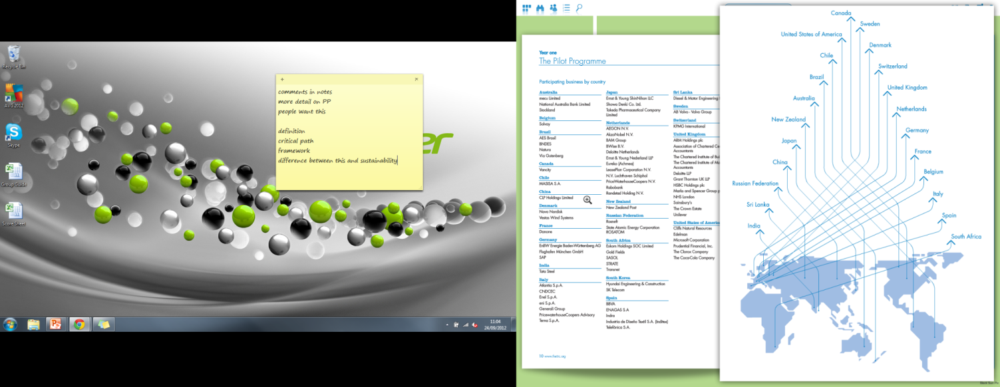 Recycle Bin
AVG 2012
Skype
Group Guide
Score Sheet
comments in notes
more detail on PP
people want this
definition
critical path
framework
difference between this and sustainability
er
11:04
24/09/2012
Year one
The Pilot Programme
Participating business by country
Australia
mecu Limited
National Australia Bank Limited
Stockland
Belgium
Solvay
Brazil
AES Brasil
BNDES
Natura
Via Gutenberg
Canada
Vancity
Chile
MASISA S.A.
China
CLP Holdings Limited
Denmark
Novo Nordisk
Vestas Wind Systems
France
Danone
Germany
EnBW Energie Baden-Württemberg AG
Flughafen München GmbH
SAP
India
Tata Steel
Italy
Atlantia S.p.A.
CNDCEC
Enel S.p.A.
eni S.p.A.
Generali Group
PricewaterhouseCoopers Advisory
Terna S.p.A.
Japan
Ernst & Young ShinNihon LLC
Showa Denki Co. Ltd.
Takeda Pharmaceutical Company
Limited
Netherlands
AEGON N.V.
AkzoNobel N.V.
BAM Group
BWise B.V.
Deloitte Netherlands
Ernst & Young Nederland LLP
Eureko (Achmea)
LeasePlan Corporation N.V.
N.V. Luchthaven Schiphol
PriceWaterhouseCoopers N.V.
Rabobank
Randstad Holding N.V.
New Zealand
New Zealand Post
Russian Federation
Rosneft
State Atomic Energy Corporation
ROSATOM
South Africa
Eskom Holdings SOC Limited
Gold Fields
SASOL
STRATE
Transnet
South Korea
Hyundai Engineering & Construction
SK Telecom
Spain
BBVA
ENAGAS S.A
Indra
Industria de Diseño Textil S.A. (Inditex)
Telefónica S.A.
Sri Lanka
Diesel & Motor Engineering
Sweden
AB Volvo - Volvo Group
Switzerland
KPMG International
United Kingdom
ARM Holdings plc
Association of Chartered Ce
Accountants
The Chartered Institute of Bu
The Chartered Institute of Ma
Accountants
Deloitte LLP
Grant Thornton UK LLP
HSBC Holdings plc
Marks and Spencer Group p
NHS London
Sainsbury's
The Crown Estate
Unilever
United States of America
Cliffs Natural Resources
Edelman
Microsoft Corporation
Prudential Financial, Inc.
The Clorox Company
The Coca-Cola Company
10 www.theiirc.org
Canada
Sweden
United States of America
Denmark
Chile
Switzerland
Brazil
United Kingdom
Australia
Netherlands
New Zealand
Germany
Japan
France
China
Belgium
Russian Federation
Italy
Sri Lanka
Spain
India
South Africa